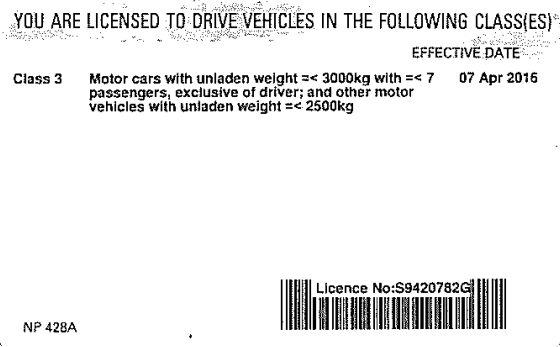 YOU ARE LICENSED TO DRIVE VEHICLES IN THE FOLLOWING CLASS(ES)
EFFECTIVE DATE
Class 3 Motor cars with unladen weight =< 3000kg with =< 7 07 Apr 2016
passengers, exclusive of driver; and other motor
vehicles with unladen weight =< 2500kg
Licence No:S9420782G
NP 428A